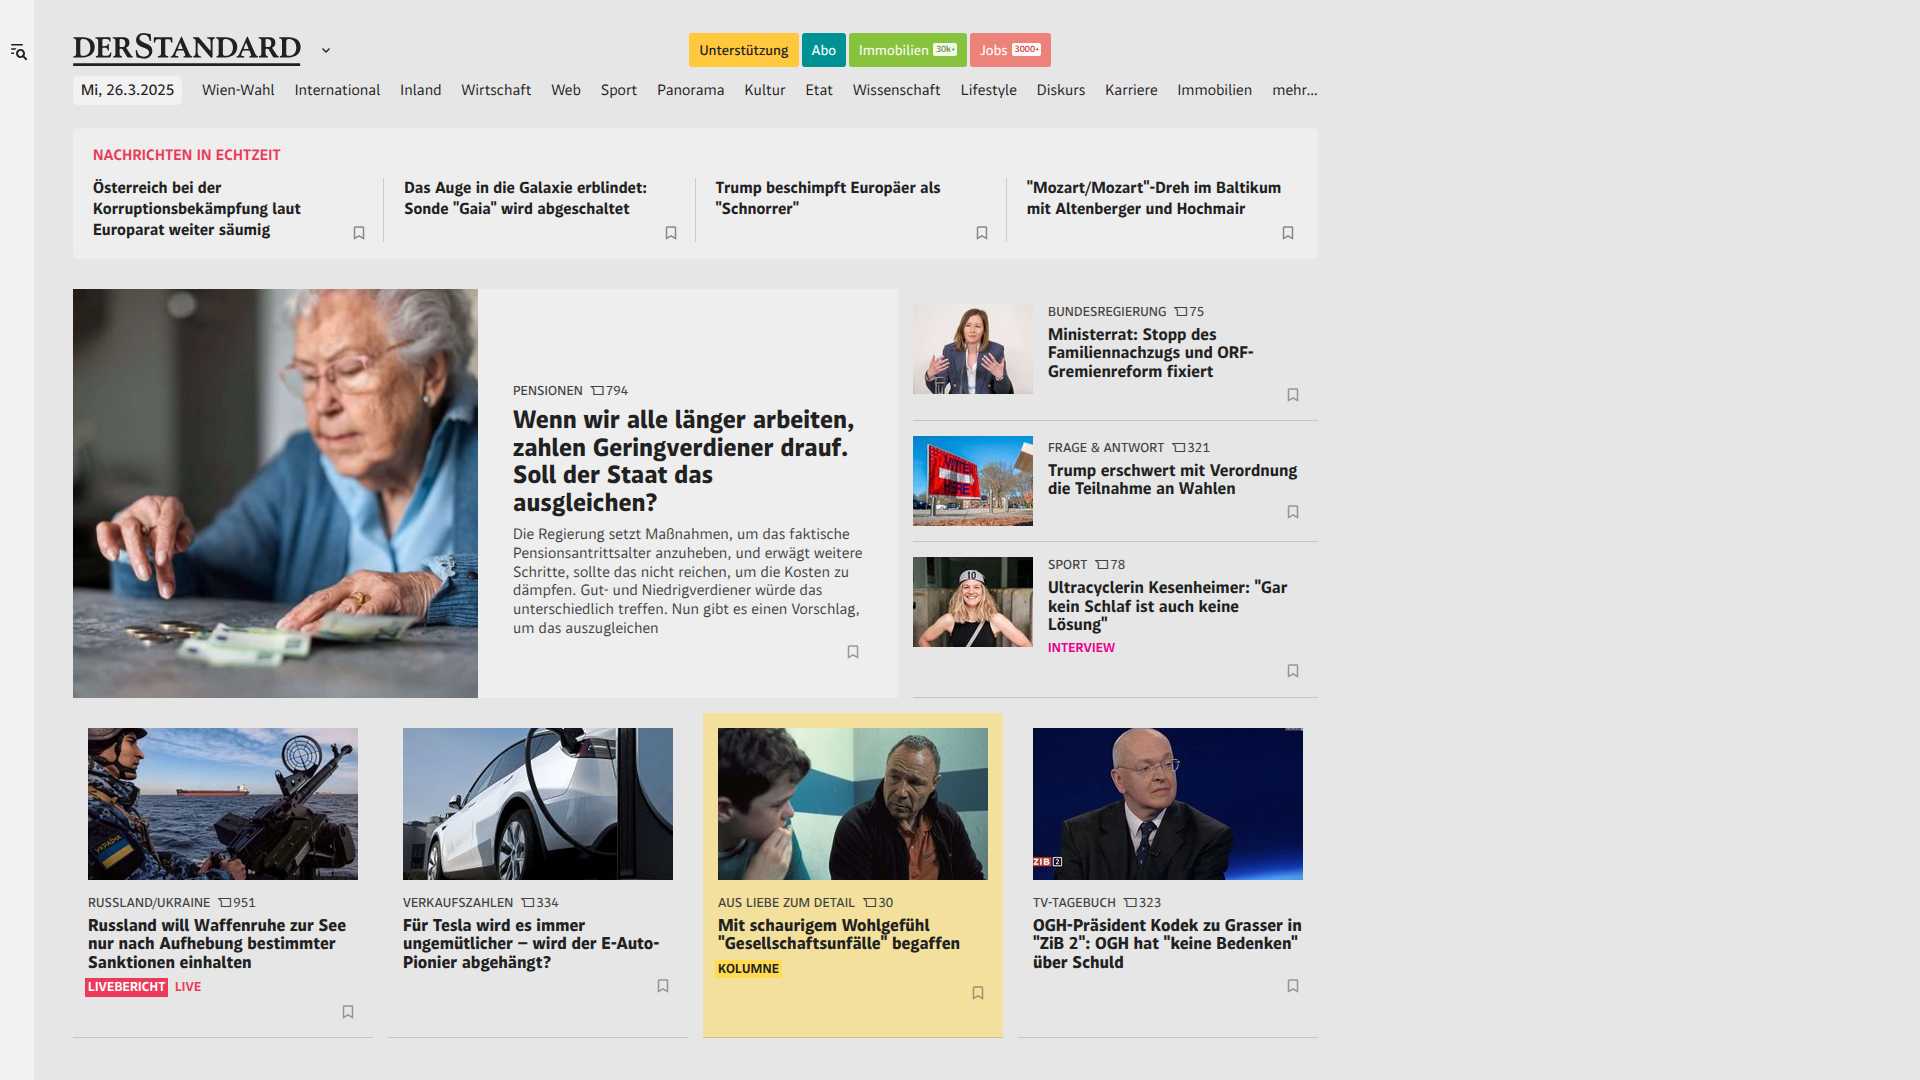 DERSTANDARD
Unterstützung
Abo
Immobilien 30k+
Jobs 3000+
Mi, 26.3.2025
Wien-Wahl
International
Inland
Wirtschaft
Web
Sport
Panorama
Kultur
Etat
Wissenschaft
Lifestyle
Diskurs
Karriere
Immobilien
mehr...
NACHRICHTEN IN ECHTZEIT
Österreich bei der
Korruptionsbekämpfung laut
Europarat weiter säumig
Das Auge in die Galaxie erblindet:
Sonde "Gaia" wird abgeschaltet
Trump beschimpft Europäer als
"Schnorrer"
"Mozart/Mozart"-Dreh im Baltikum
mit Altenberger und Hochmair
PENSIONEN 794
Wenn wir alle länger arbeiten,
zahlen Geringverdiener drauf.
Soll der Staat das
ausgleichen?
Die Regierung setzt Maßnahmen, um das faktische
Pensionsantrittsalter anzuheben, und erwägt weitere
Schritte, sollte das nicht reichen, um die Kosten zu
dämpfen. Gut- und Niedrigverdiener würde das
unterschiedlich treffen. Nun gibt es einen Vorschlag,
um das auszugleichen
BUNDESREGIERUNG 75
Ministerrat: Stopp des
Familiennachzugs und ORF-
Gremienreform fixiert
VOTE
HERE
FRAGE & ANTWORT 321
Trump erschwert mit Verordnung
die Teilnahme an Wahlen
10
SPORT 78
Ultracyclerin Kesenheimer: "Gar
kein Schlaf ist auch keine
Lösung"
INTERVIEW
УКРАЇНА
RUSSLAND/UKRAINE 951
Russland will Waffenruhe zur See
nur nach Aufhebung bestimmter
Sanktionen einhalten
LIVEBERICHT LIVE
VERKAUFSZAHLEN 334
Für Tesla wird es immer
ungemütlicher – wird der E-Auto-
Pionier abgehängt?
AUS LIEBE ZUM DETAIL 30
Mit schaurigem Wohlgefühl
"Gesellschaftsunfälle" begaffen
KOLUMNE
ZIB 2
TV-TAGEBUCH 323
OGH-Präsident Kodek zu Grasser in
"ZiB 2": OGH hat "keine Bedenken"
über Schuld